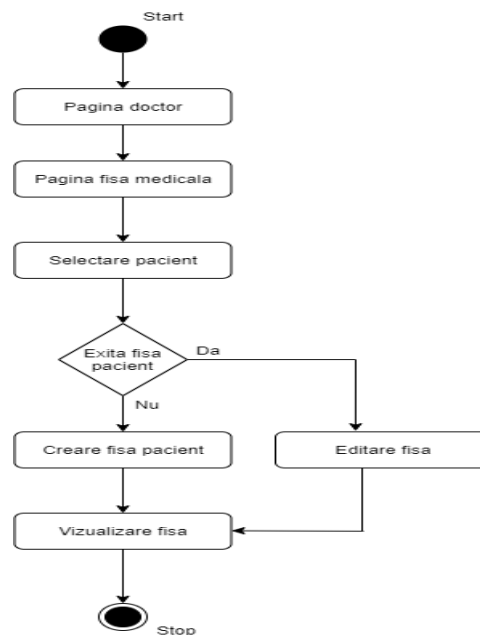 Start
Pagina doctor
Pagina fisa medicala
Selectare pacient
Exita fisa
pacient
Da
Nu
Creare fisa pacient
Editare fisa
Vizualizare fisa
Stop